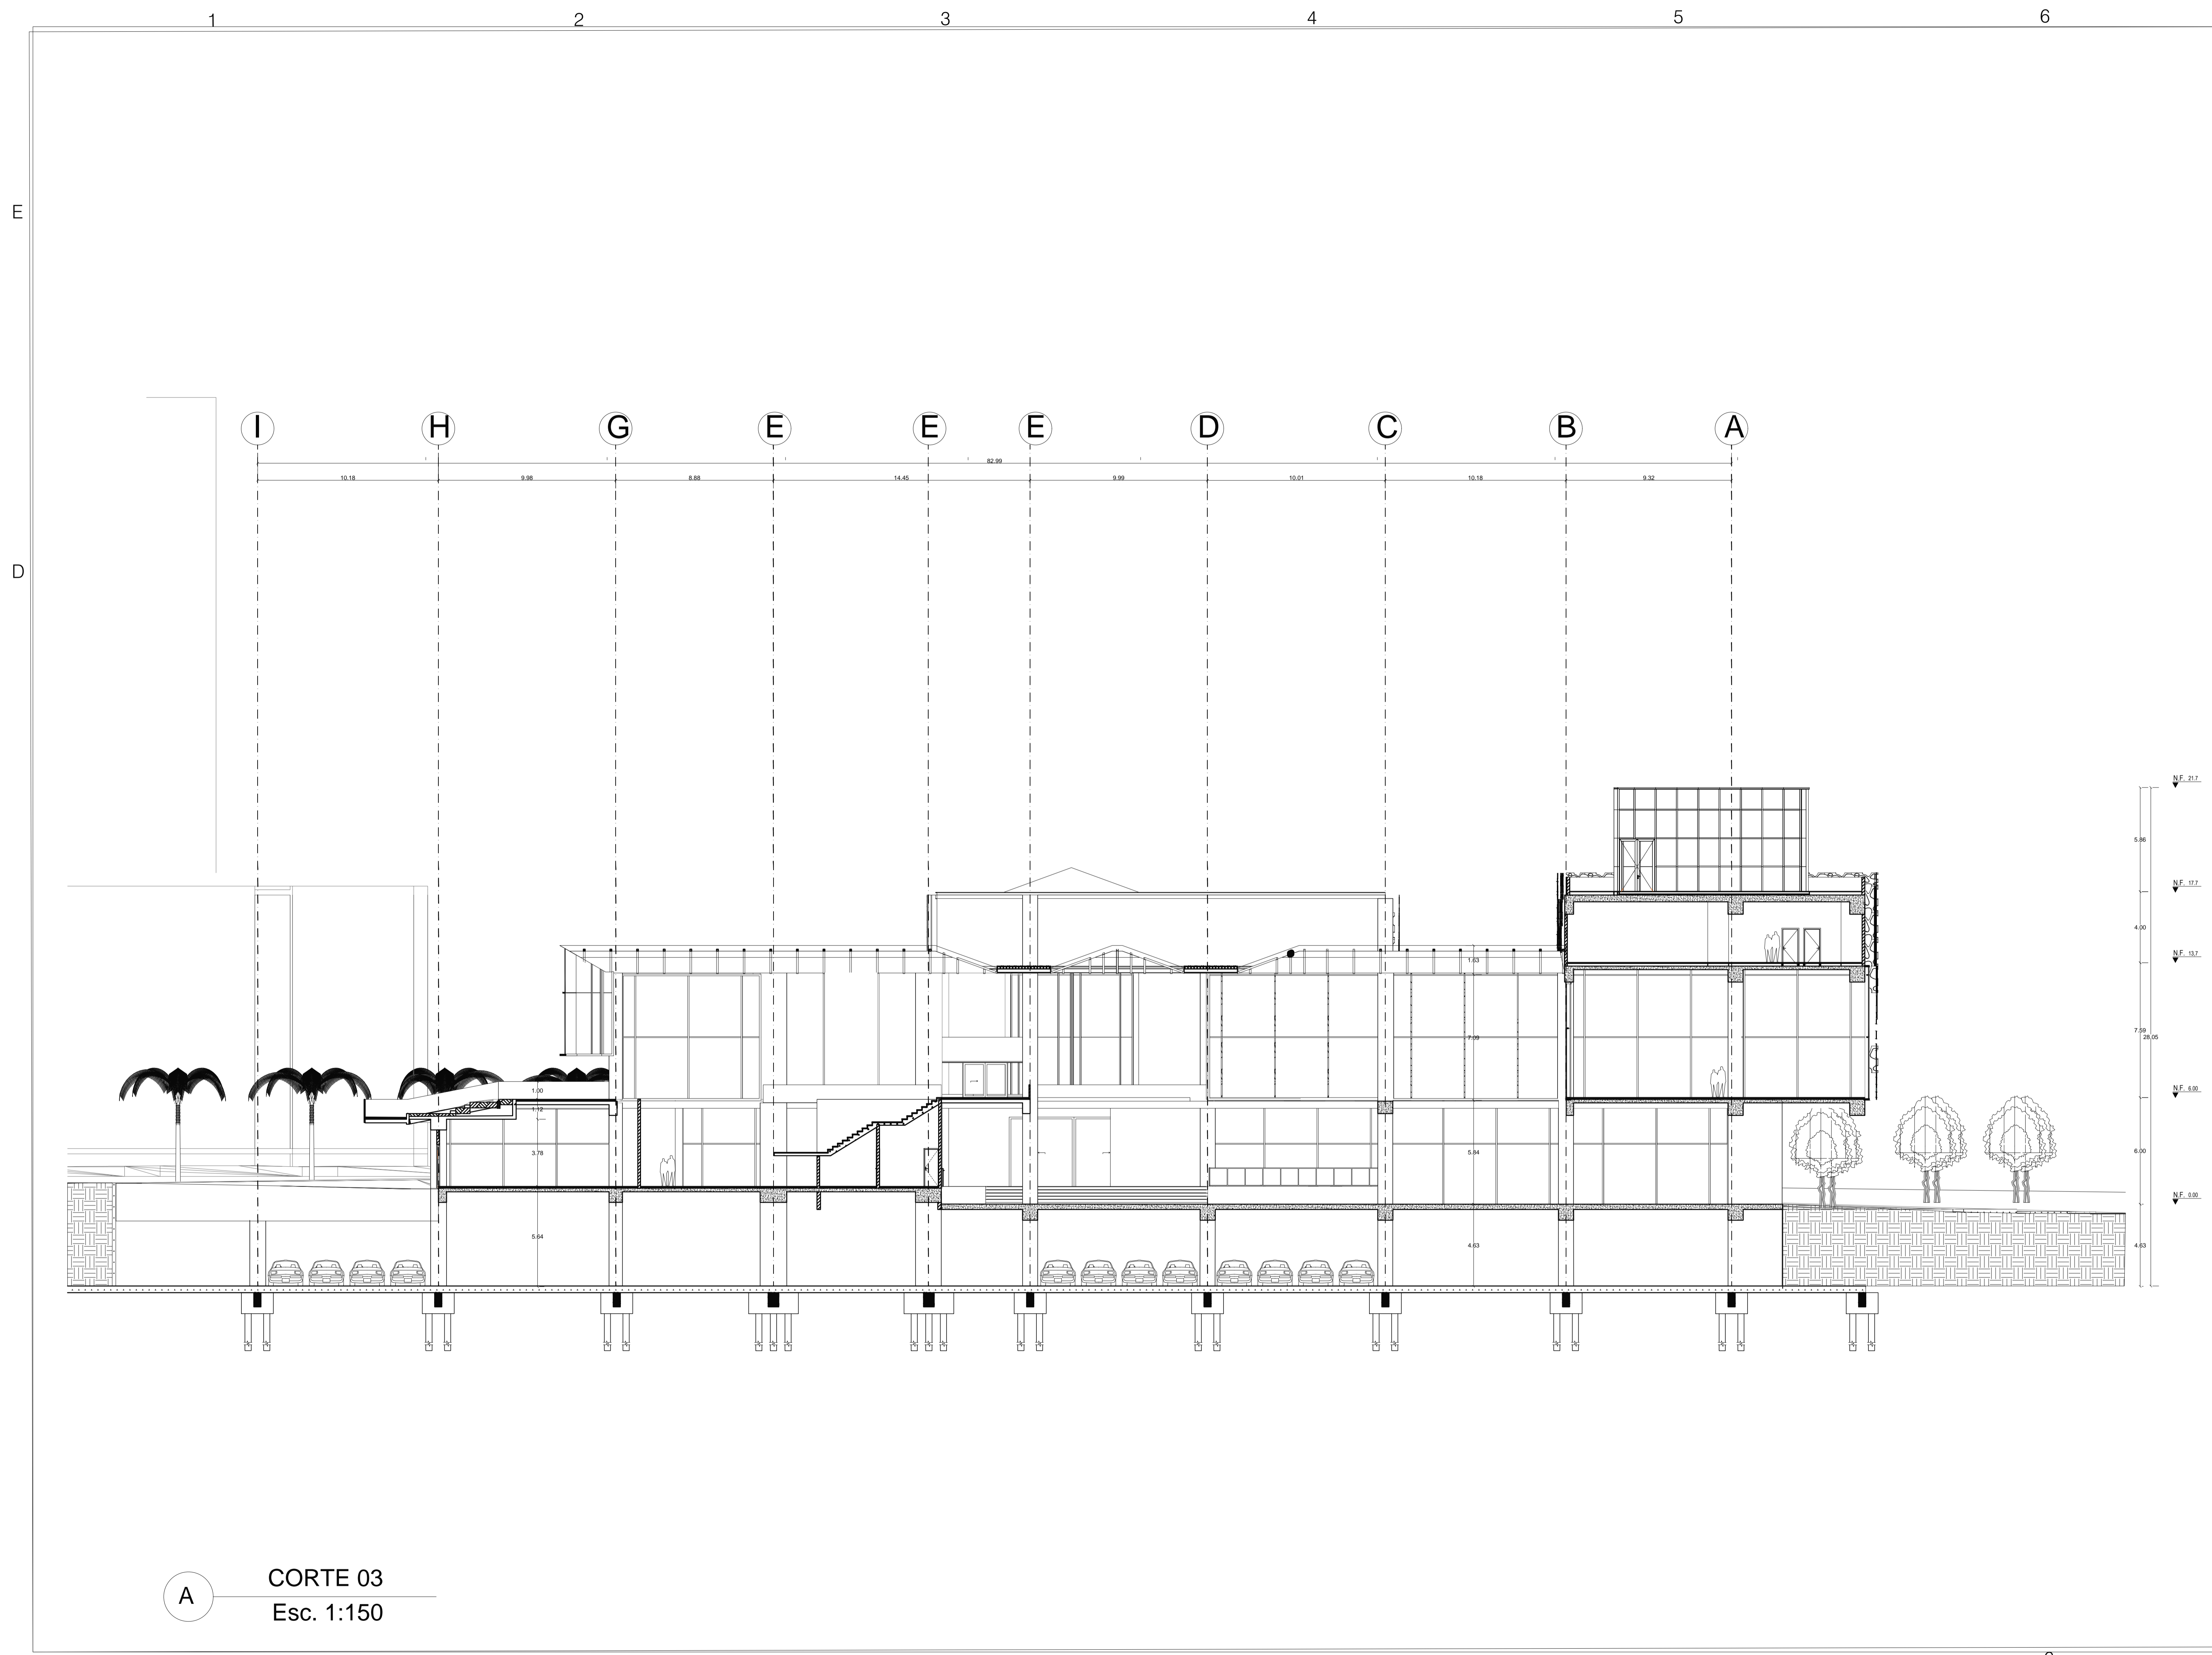 1 2 3 4 5 6
E
D
I H G E E E D C B A
82.99
10.18 9.98 8.88 14.45 9.99 10.01 10.18 9.32
N.F. 21.7
5.86
N.F. 17.7
4.00
N.F. 13.7
1.63
7.59
28.05
7.09
N.F. 6.00
1.00
1.12
3.78
5.84
6.00
N.F. 0.00
5.64
4.63
4.63
A
CORTE 03
Esc. 1:150